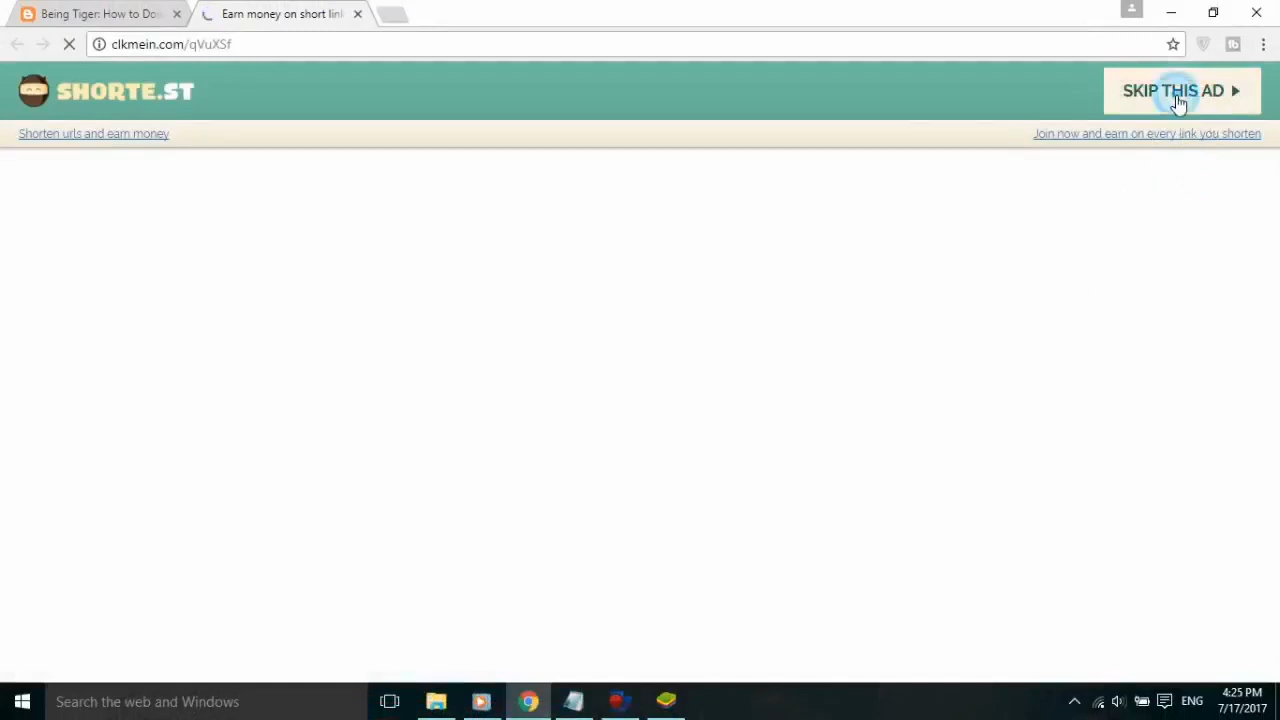 Being Tiger: How to Do
Earn money on short link
clkmein.com/qVuXSf
SHORTE.ST
SKIP THIS AD
Shorten urls and earn money
Join now and earn on every link you shorten
Search the web and Windows
ENG
4:25 PM
7/17/2017